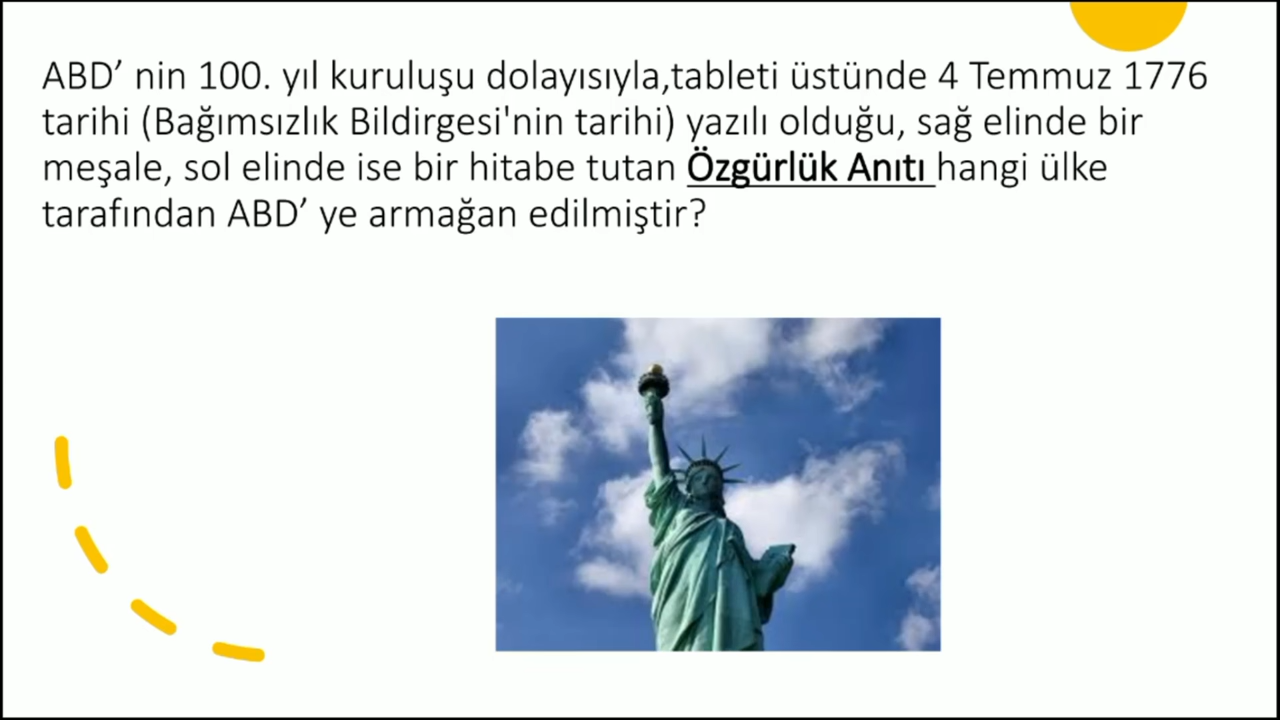 ABD’ nin 100. yıl kuruluşu dolayısıyla,tableti üstünde 4 Temmuz 1776
tarihi (Bağımsızlık Bildirgesi'nin tarihi) yazılı olduğu, sağ elinde bir
meşale, sol elinde ise bir hitabe tutan Özgürlük Anıtı hangi ülke
tarafından ABD’ ye armağan edilmiştir?